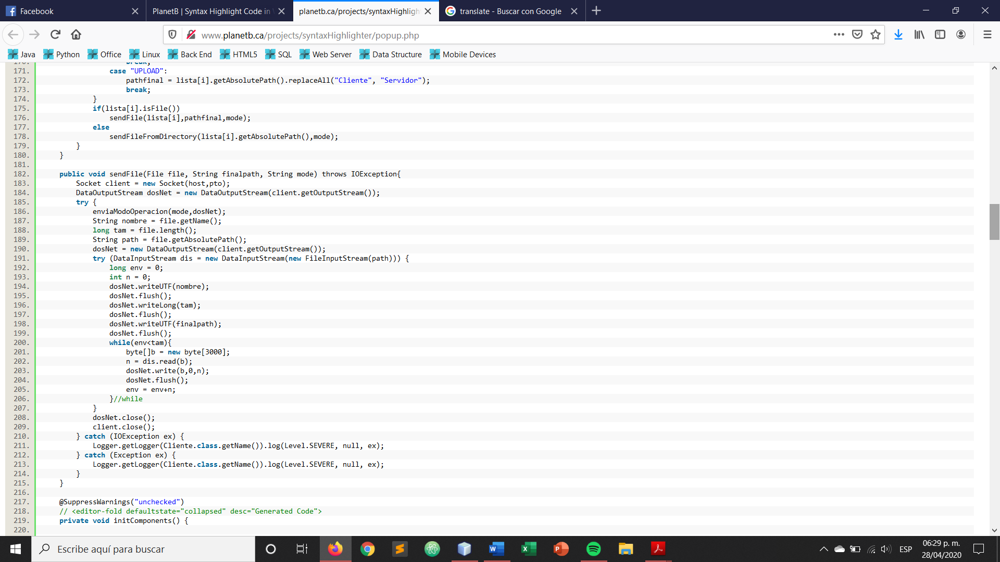 Facebook
PlanetB | Syntax Highlight Code in
planetb.ca/projects/syntaxHighligh
translate - Buscar con Google
www.planetb.ca/projects/syntaxHighlighter/popup.php
Java Python Office Linux Back End HTML5 SQL Web Server Data Structure Mobile Devices
170. break;
171. case "UPLOAD":
172. pathfinal = lista[i].getAbsolutePath().replaceAll("Cliente", "Servidor");
173. break;
174. }
175. if(lista[i].isFile())
176. sendFile(lista[i],pathfinal,mode);
177. else
178. sendFileFromDirectory(lista[i].getAbsolutePath(),mode);
179. }
180. }
181.
182. public void sendFile(File file, String finalpath, String mode) throws IOException{
183. Socket client = new Socket(host,pto);
184. DataOutputStream dosNet = new DataOutputStream(client.getOutputStream());
185. try {
186. enviaModoOperacion(mode,dosNet);
187. String nombre = file.getName();
188. long tam = file.length();
189. String path = file.getAbsolutePath();
190. dosNet = new DataOutputStream(client.getOutputStream());
191. try (DataInputStream dis = new DataInputStream(new FileInputStream(path))) {
192. long env = 0;
193. int n = 0;
194. dosNet.writeUTF(nombre);
195. dosNet.flush();
196. dosNet.writeLong(tam);
197. dosNet.flush();
198. dosNet.writeUTF(finalpath);
199. dosNet.flush();
200. while(env<tam){
201. byte[]b = new byte[3000];
202. n = dis.read(b);
203. dosNet.write(b,0,n);
204. dosNet.flush();
205. env = env+n;
206. }//while
207. }
208. dosNet.close();
209. client.close();
210. } catch (IOException ex) {
211. Logger.getLogger(Cliente.class.getName()).log(Level.SEVERE, null, ex);
212. } catch (Exception ex) {
213. Logger.getLogger(Cliente.class.getName()).log(Level.SEVERE, null, ex);
214. }
215. }
216.
217. @SuppressWarnings("unchecked")
218. // <editor-fold defaultstate="collapsed" desc="Generated Code">
219. private void initComponents() {
220.
Escribe aquí para buscar
ESP
06:29 p. m.
28/04/2020